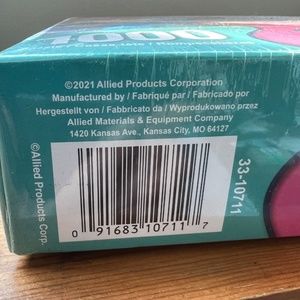 1000
©2021 Allied Products Corporation
Manufactured by / Fabriqué par / Fabricado por
Hergestellt von / Fabbricato da / Wyprodukowano przez
Allied Materials & Equipment Company
1420 Kansas Ave., Kansas City, MO 64127
©Allied Products Corp.
33-10711
0 91683 10711 7